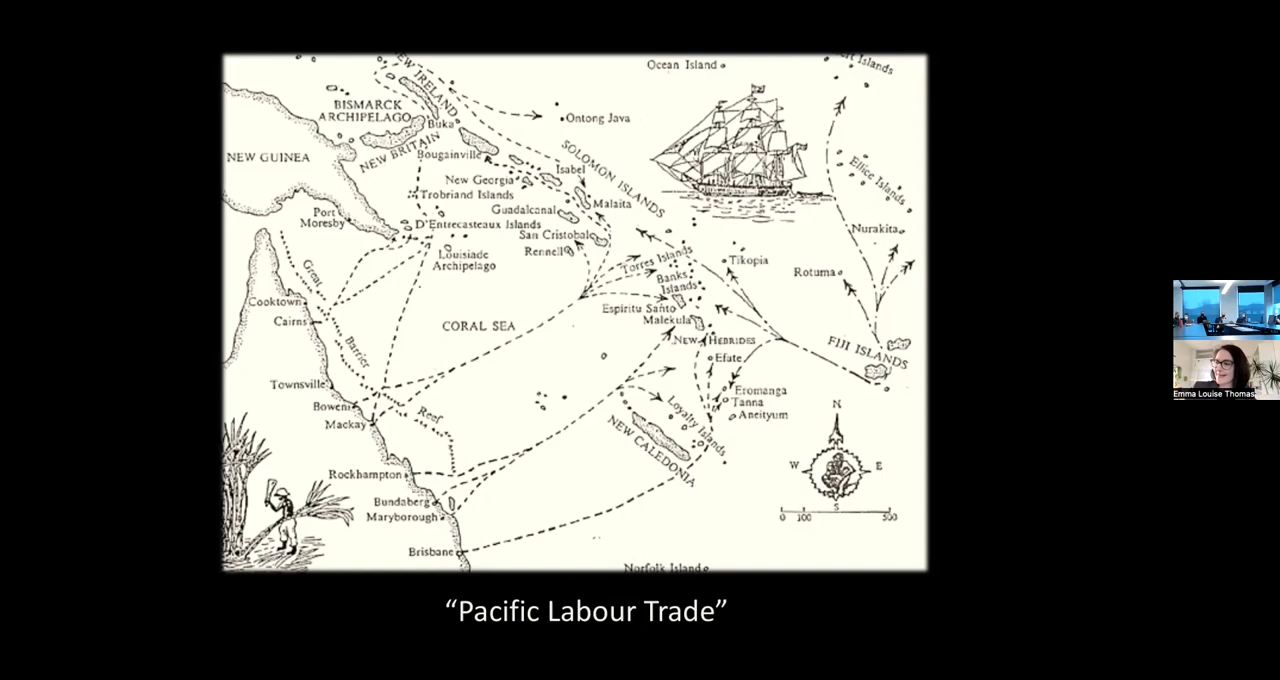 Ocean Island
ert Islands
NEW IRELAND
BISMARCK
ARCHIPELAGO
Buka
Ontong Java
NEW GUINEA
NEW BRITAIN
Bougainville
SOLOMON ISLANDS
Isabel
Ellice Islands
New Georgia
Trobriand Islands
Malaita
Guadalcanal
Port
Moresby
D'Entrecasteaux Islands
San Cristobal
Nurakita
Rennell
Louisiade
Archipelago
Torres Islands
Tikopia
Rotuma
Banks
Islands
Great
Barrier
Reef
Cooktown
Cairns
Espiritu Santo
Malekula
CORAL SEA
NEW HEBRIDES
FIJI ISLANDS
Efate
Townsville
Eromanga
Tanna
Aneityum
Bowen
Mackay
Loyalty Islands
NEW CALEDONIA
N
W
E
S
Rockhampton
Bundaberg
Maryborough
0 100 500
Brisbane
Norfolk Island
“Pacific Labour Trade”
Emma Louise Thomas